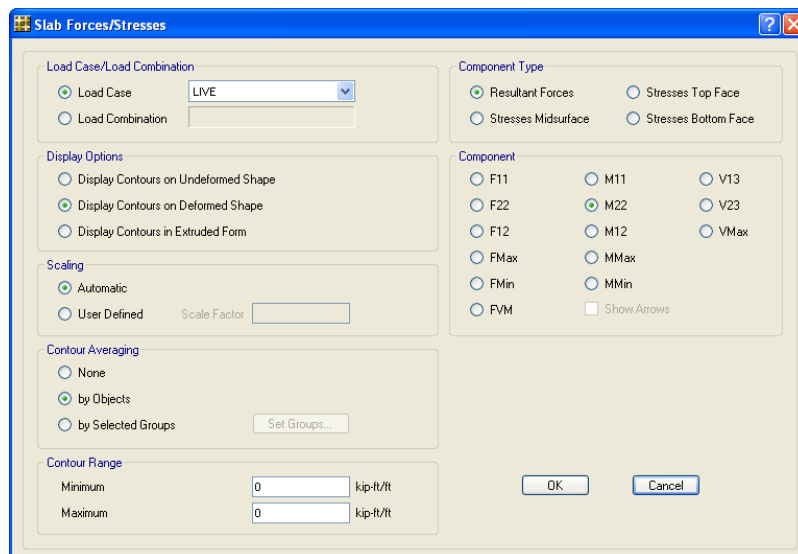 Slab Forces/Stresses
Load Case/Load Combination
Load Case LIVE
Load Combination
Display Options
Display Contours on Undeformed Shape
Display Contours on Deformed Shape
Display Contours in Extruded Form
Scaling
Automatic
User Defined Scale Factor
Contour Averaging
None
by Objects
by Selected Groups Set Groups...
Contour Range
Minimum 0 kip-ft/ft
Maximum 0 kip-ft/ft
Component Type
Resultant Forces Stresses Top Face
Stresses Midsurface Stresses Bottom Face
Component
F11 M11 V13
F22 M22 V23
F12 M12 VMax
FMax MMax
FMin MMin
FVM Show Arrows
OK Cancel